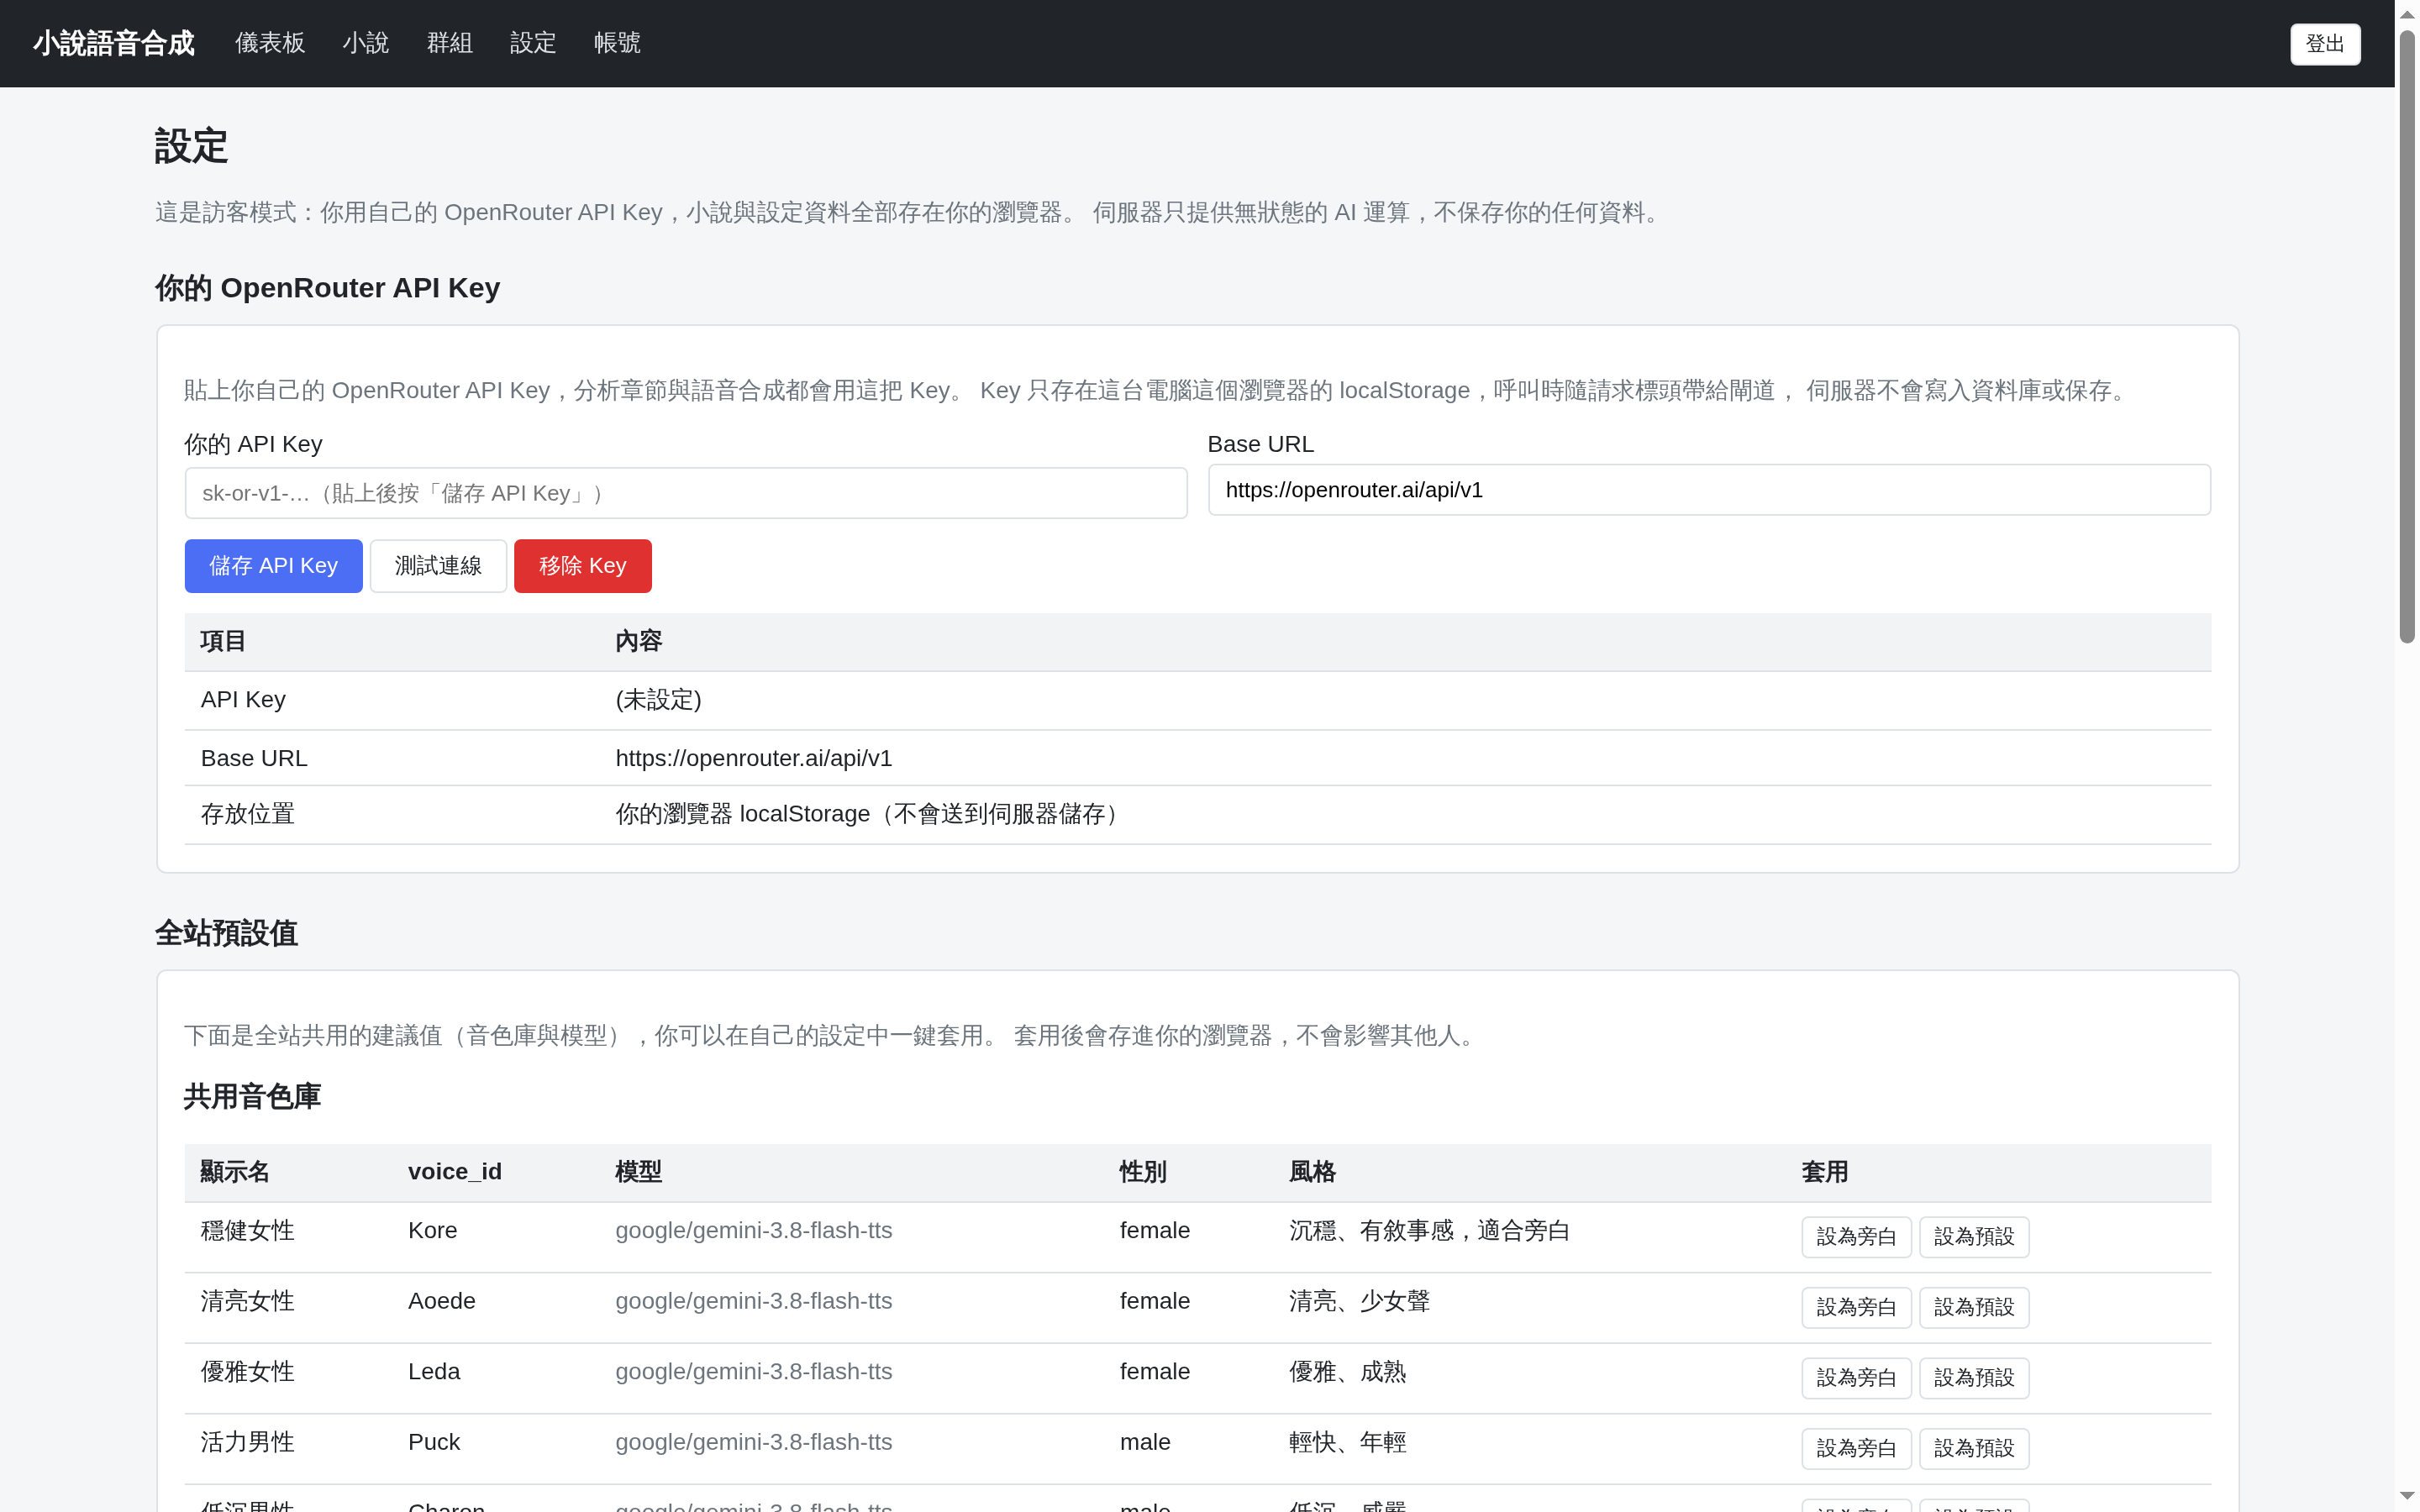 小說語音合成 儀表板 小說 群組 設定 帳號 登出
設定
這是訪客模式：你用自己的 OpenRouter API Key，小說與設定資料全部存在你的瀏覽器。 伺服器只提供無狀態的 AI 運算，不保存你的任何資料。
你的 OpenRouter API Key
貼上你自己的 OpenRouter API Key，分析章節與語音合成都會用這把 Key。 Key 只存在這台電腦這個瀏覽器的 localStorage，呼叫時隨請求標頭帶給閘道， 伺服器不會寫入資料庫或保存。
你的 API Key Base URL
sk-or-v1-…（貼上後按「儲存 API Key」） https://openrouter.ai/api/v1
儲存 API Key 測試連線 移除 Key
項目 內容
API Key (未設定)
Base URL https://openrouter.ai/api/v1
存放位置 你的瀏覽器 localStorage（不會送到伺服器儲存）
全站預設值
下面是全站共用的建議值（音色庫與模型），你可以在自己的設定中一鍵套用。 套用後會存進你的瀏覽器，不會影響其他人。
共用音色庫
顯示名 voice_id 模型 性別 風格 套用
穩健女性 Kore google/gemini-3.8-flash-tts female 沉穩、有敘事感，適合旁白 設為旁白 設為預設
清亮女性 Aoede google/gemini-3.8-flash-tts female 清亮、少女聲 設為旁白 設為預設
優雅女性 Leda google/gemini-3.8-flash-tts female 優雅、成熟 設為旁白 設為預設
活力男性 Puck google/gemini-3.8-flash-tts male 輕快、年輕 設為旁白 設為預設
低沉男性 Charon google/gemini-3.8-flash-tts male 低沉、威嚴